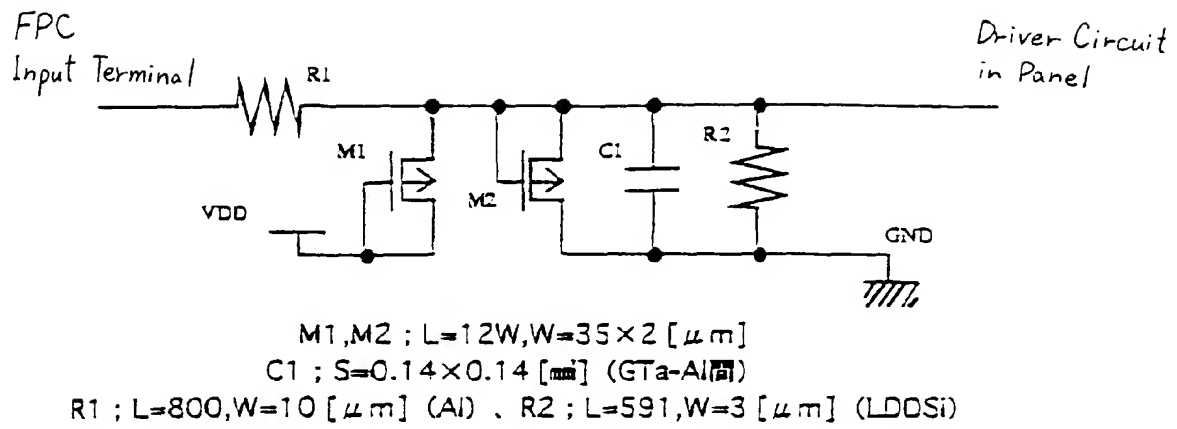 FPC
Input Terminal
Driver Circuit
in Panel
R1
M1
M2
C1
R2
VDD
GND
M1,M2 ; L=12W,W=35×2 [μm]
C1 ; S=0.14×0.14 [㎟] (GTa-Al間)
R1 ; L=800,W=10 [μm] (Al) 、R2 ; L=591,W=3 [μm] (LDDSi)